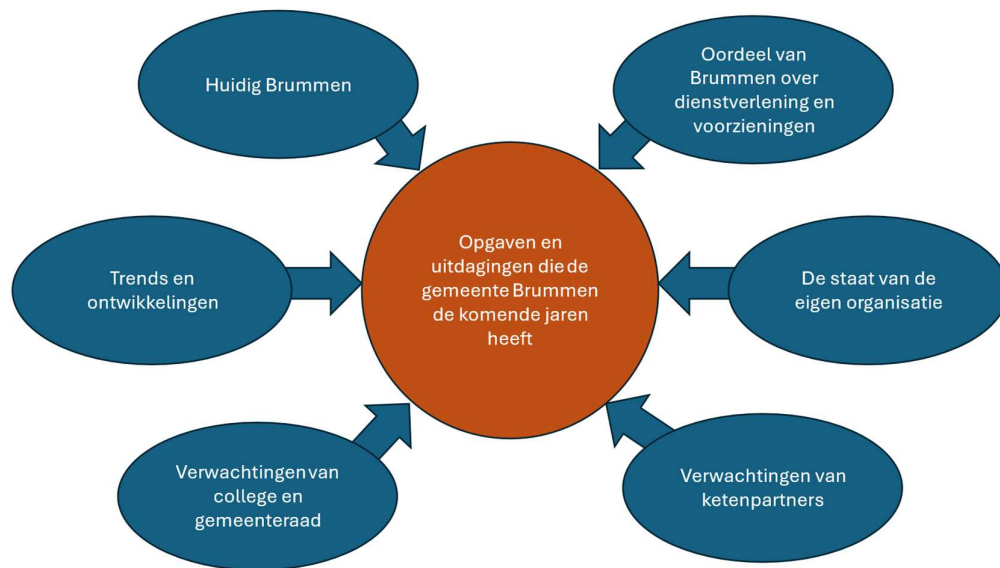 Huidig Brummen
Oordeel van
Brummen over
dienstverlening en
voorzieningen
Trends en
ontwikkelingen
Opgaven en
uitdagingen die de
gemeente Brummen
de komende jaren
heeft
De staat van de
eigen organisatie
Verwachtingen van
college en
gemeenteraad
Verwachtingen van
ketenpartners